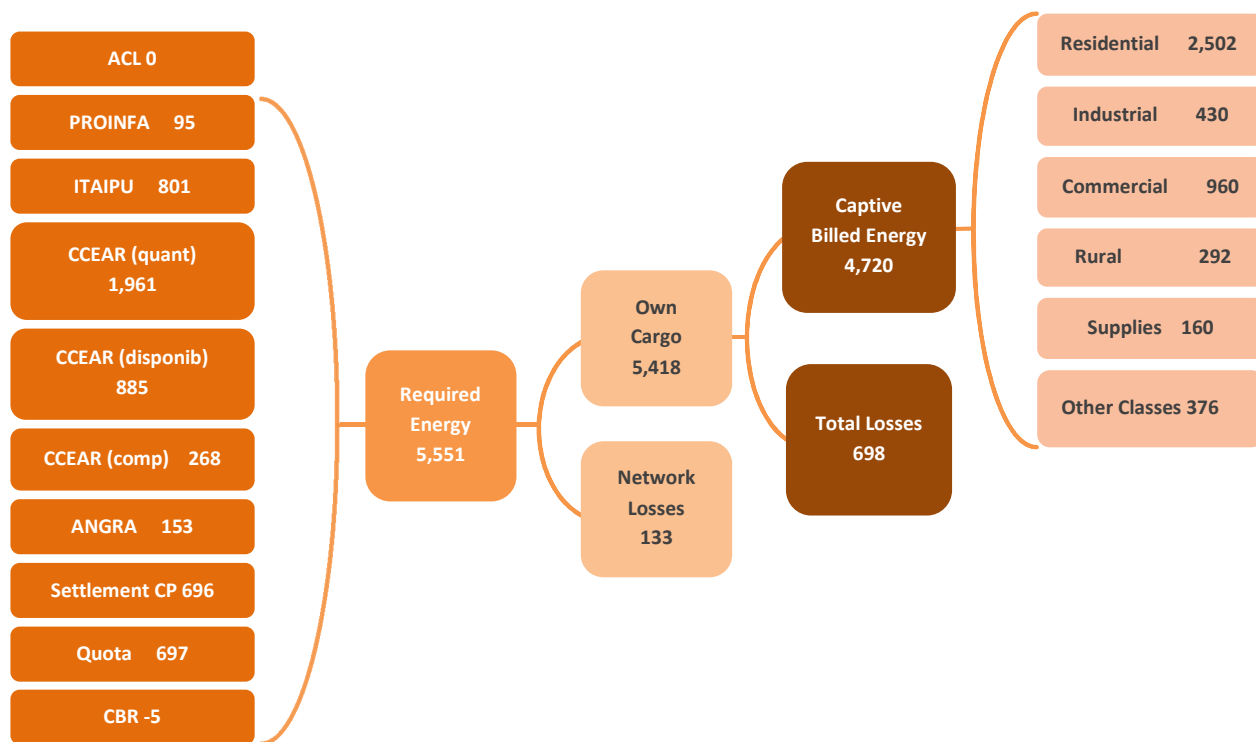 ACL 0
PROINFA 95
ITAIPU 801
CCEAR (quant)
1,961
CCEAR (disponib)
885
CCEAR (comp) 268
ANGRA 153
Settlement CP 696
Quota 697
CBR -5
Required
Energy
5,551
Own
Cargo
5,418
Network
Losses
133
Captive
Billed Energy
4,720
Total Losses
698
Residential 2,502
Industrial 430
Commercial 960
Rural 292
Supplies 160
Other Classes 376